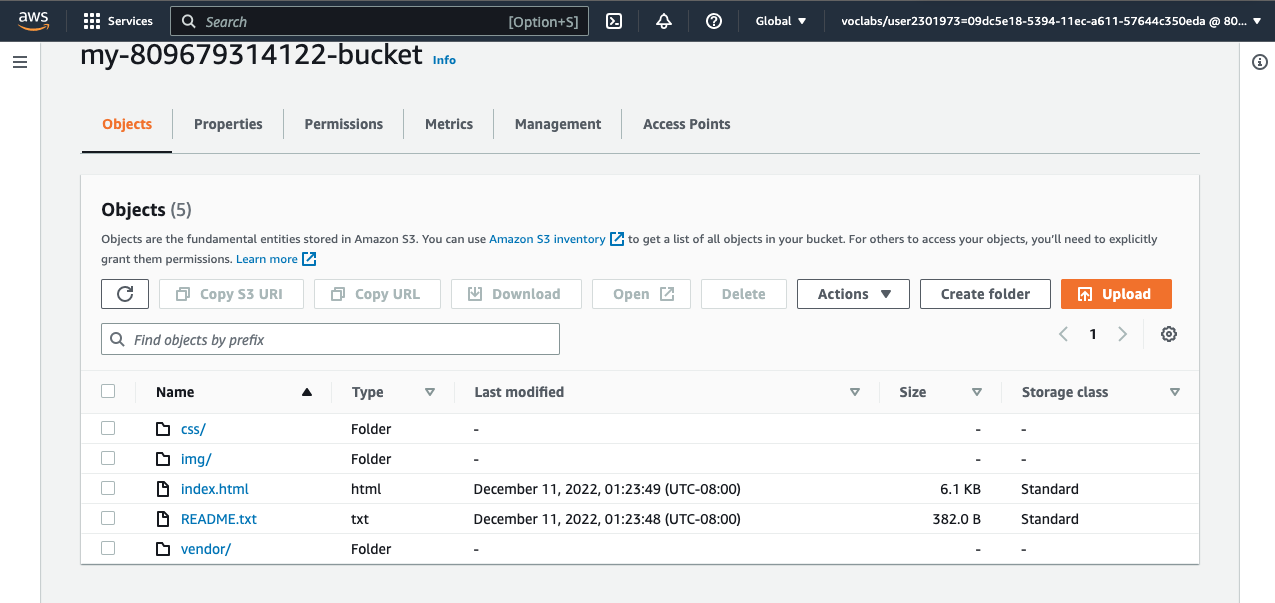 aws Services Search [Option+S] Global voclabs/user2301973=09dc5e18-5394-11ec-a611-57644c350eda @ 80...
my-809679314122-bucket Info
Objects Properties Permissions Metrics Management Access Points
Objects (5)
Objects are the fundamental entities stored in Amazon S3. You can use Amazon S3 inventory to get a list of all objects in your bucket. For others to access your objects, you'll need to explicitly
grant them permissions. Learn more
Copy S3 URI Copy URL Download Open Delete Actions Create folder Upload
Find objects by prefix 1
Name Type Last modified Size Storage class
css/ Folder - - -
img/ Folder - - -
index.html html December 11, 2022, 01:23:49 (UTC-08:00) 6.1 KB Standard
README.txt txt December 11, 2022, 01:23:48 (UTC-08:00) 382.0 B Standard
vendor/ Folder - - -